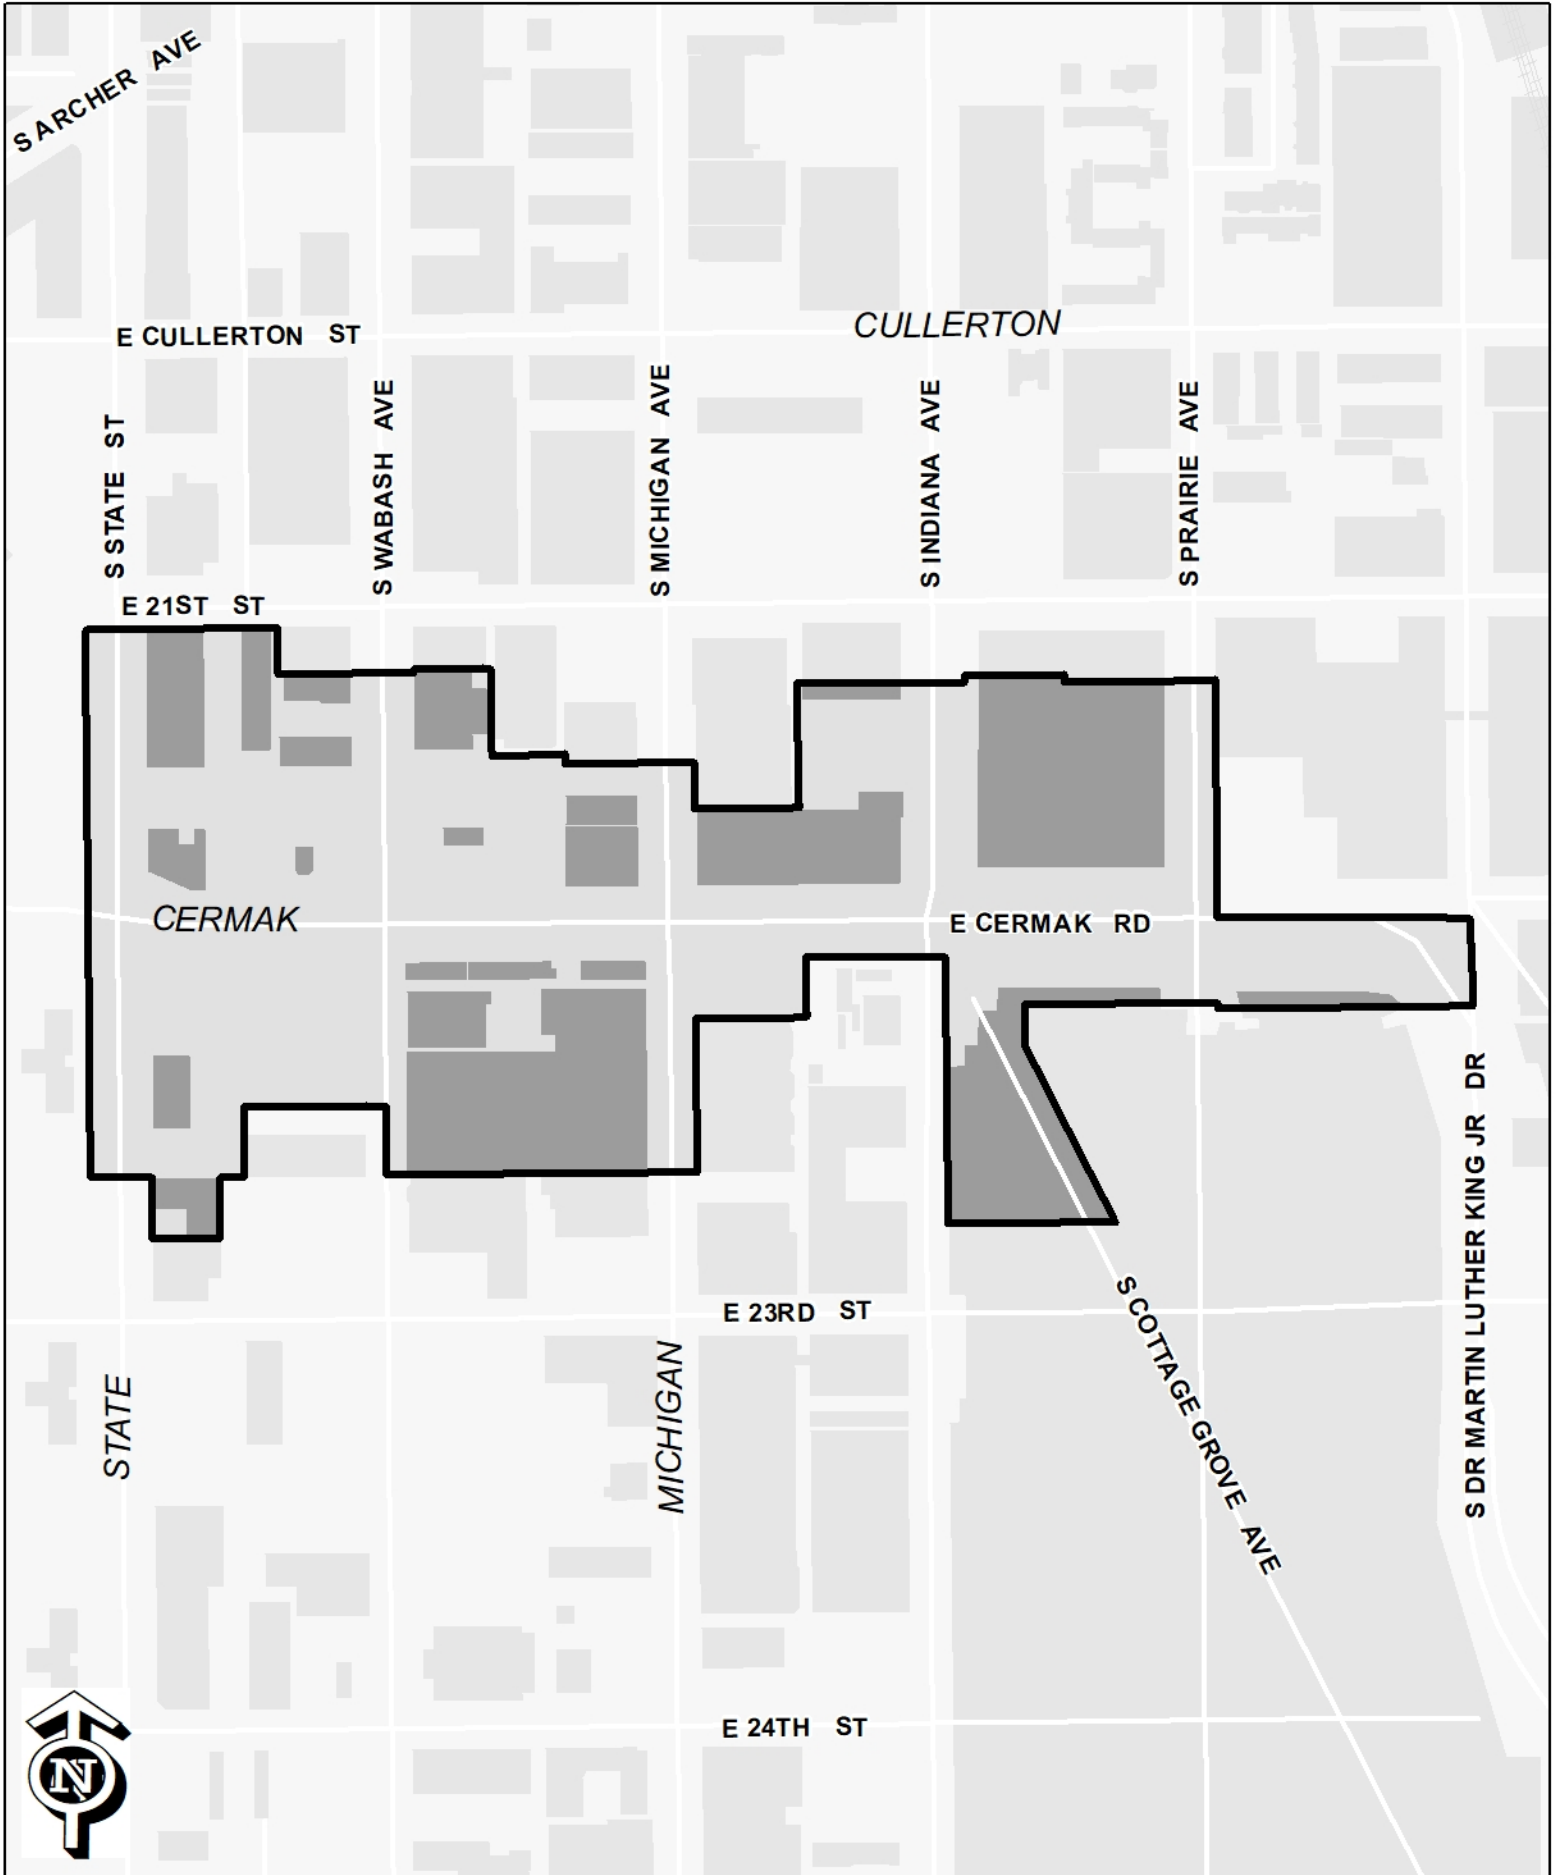 S ARCHER AVE
CULLERTON
E CULLERTON ST
S STATE ST
S WABASH AVE
S MICHIGAN AVE
S INDIANA AVE
S PRAIRIE AVE
E 21ST ST
CERMAK
E CERMAK RD
S DR MARTIN LUTHER KING JR DR
E 23RD ST
S COTTAGE GROVE AVE
STATE
MICHIGAN
E 24TH ST
N